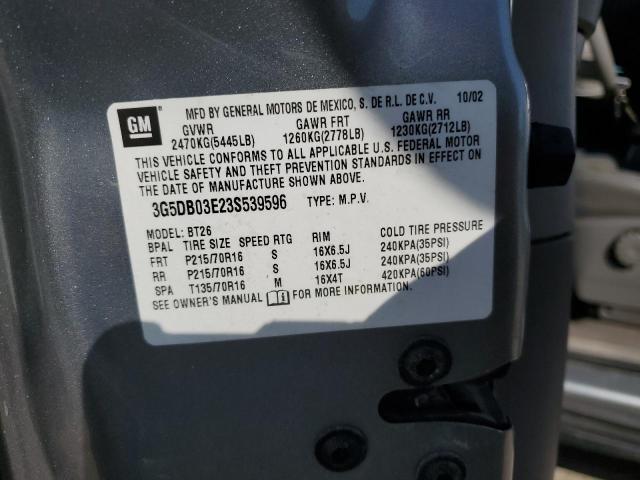 GM
MFD BY GENERAL MOTORS DE MEXICO, S. DE R.L. DE C.V. 10/02
GVWR GAWR FRT GAWR RR
2470KG(5445LB) 1260KG(2778LB) 1230KG(2712LB)
THIS VEHICLE CONFORMS TO ALL APPLICABLE U.S. FEDERAL MOTOR
VEHICLE SAFETY AND THEFT PREVENTION STANDARDS IN EFFECT ON
THE DATE OF MANUFACTURE SHOWN ABOVE.
3G5DB03E23S539596 TYPE: M.P.V.
MODEL: BT26
BPAL TIRE SIZE SPEED RTG RIM COLD TIRE PRESSURE
FRT P215/70R16 S 16X6.5J 240KPA(35PSI)
RR P215/70R16 S 16X6.5J 240KPA(35PSI)
SPA T135/70R16 M 16X4T 420KPA(60PSI)
SEE OWNER'S MANUAL FOR MORE INFORMATION.